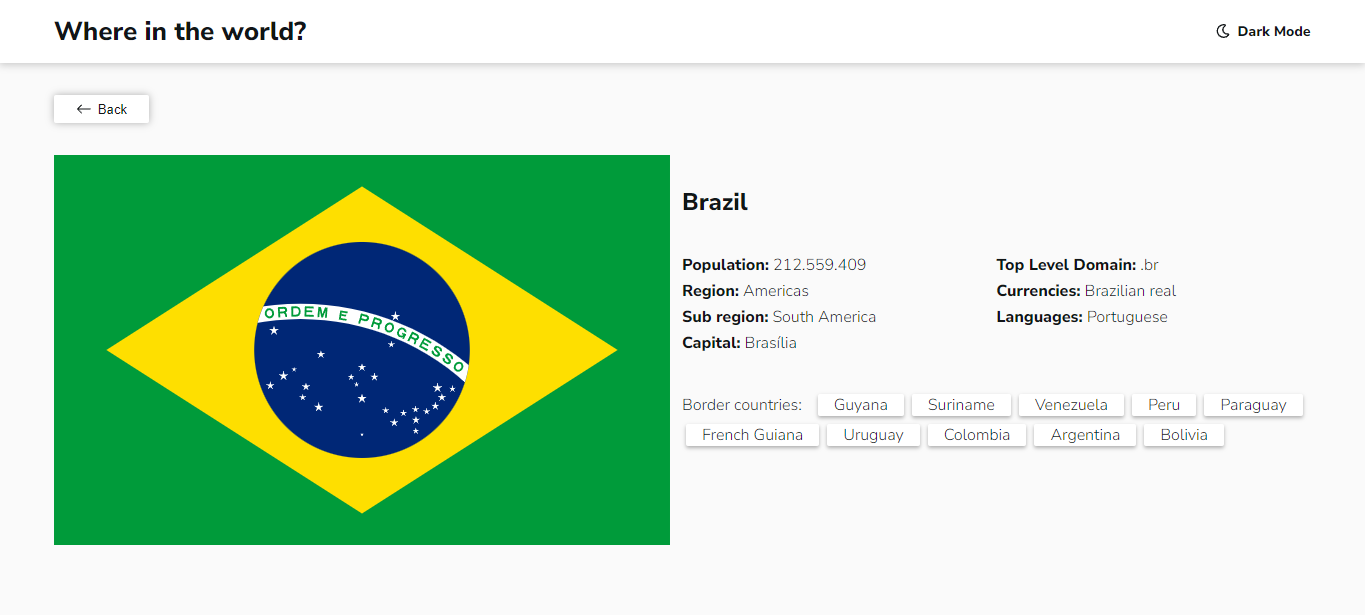 Where in the world?
Dark Mode
Back
ORDEM E PROGRESSO
Brazil
Population: 212.559.409
Region: Americas
Sub region: South America
Capital: Brasília
Top Level Domain: .br
Currencies: Brazilian real
Languages: Portuguese
Border countries: Guyana Suriname Venezuela Peru Paraguay
French Guiana Uruguay Colombia Argentina Bolivia